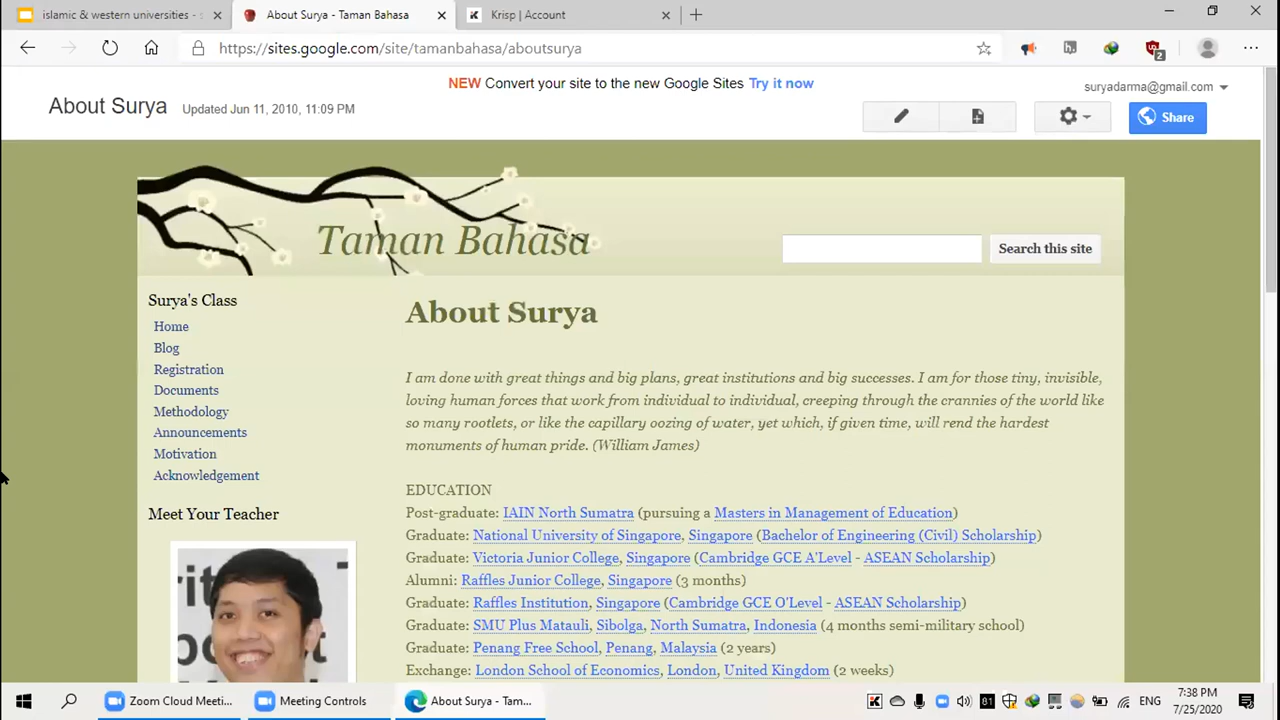 islamic & western universities - s
About Surya - Taman Bahasa
Krisp | Account
https://sites.google.com/site/tamanbahasa/aboutsurya
2
NEW Convert your site to the new Google Sites Try it now
suryadarma@gmail.com
About Surya Updated Jun 11, 2010, 11:09 PM
Share
Taman Bahasa
Search this site
Surya's Class
Home
Blog
Registration
Documents
Methodology
Announcements
Motivation
Acknowledgement
Meet Your Teacher
About Surya
I am done with great things and big plans, great institutions and big successes. I am for those tiny, invisible,
loving human forces that work from individual to individual, creeping through the crannies of the world like
so many rootlets, or like the capillary oozing of water, yet which, if given time, will rend the hardest
monuments of human pride. (William James)
EDUCATION
Post-graduate: IAIN North Sumatra (pursuing a Masters in Management of Education)
Graduate: National University of Singapore, Singapore (Bachelor of Engineering (Civil) Scholarship)
Graduate: Victoria Junior College, Singapore (Cambridge GCE A'Level - ASEAN Scholarship)
Alumni: Raffles Junior College, Singapore (3 months)
Graduate: Raffles Institution, Singapore (Cambridge GCE O'Level - ASEAN Scholarship)
Graduate: SMU Plus Matauli, Sibolga, North Sumatra, Indonesia (4 months semi-military school)
Graduate: Penang Free School, Penang, Malaysia (2 years)
Exchange: London School of Economics, London, United Kingdom (2 weeks)
Zoom Cloud Meeti...
Meeting Controls
About Surya - Tam...
81
ENG
7:38 PM
7/25/2020